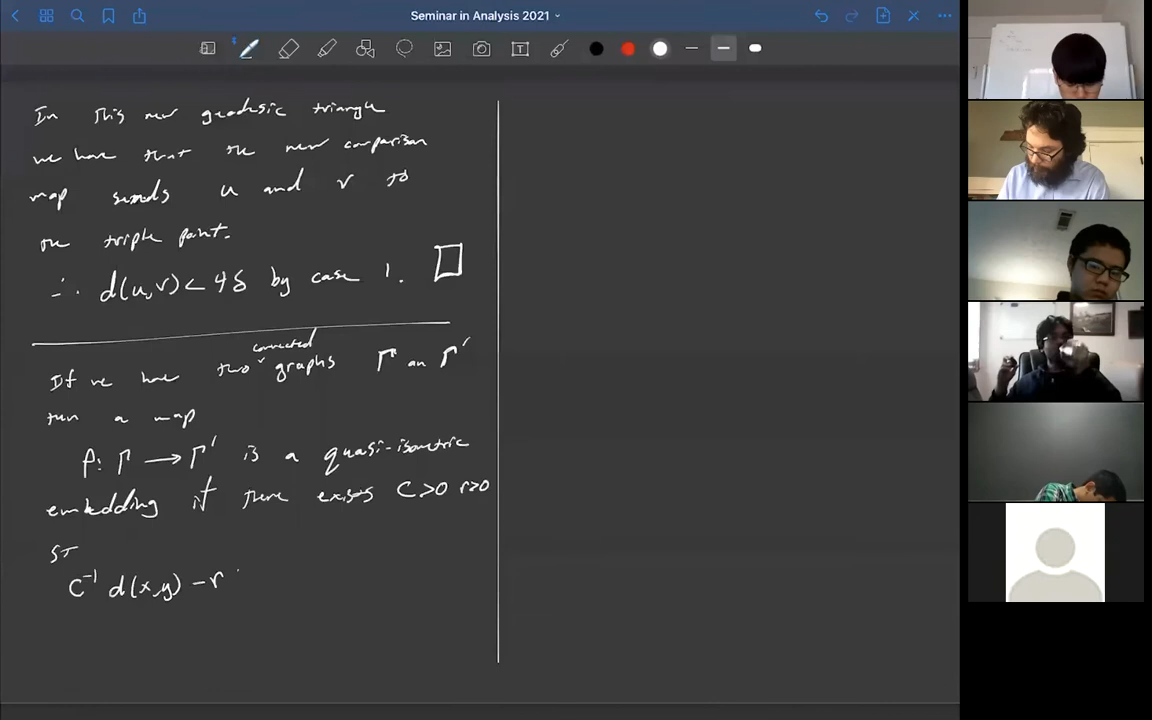 Seminar in Analysis 2021
T
In this new geodesic triangle
we have that the new comparison
map sends u and v to
the triple point.
∴ d(u,v) < 4δ by case 1. □
connected
If we have two graphs Γ an Γ'
then a map
f: Γ → Γ' is a quasi-isometric
embedding if there exists C>0 r>0
ST
C⁻¹ d(x,y) - r